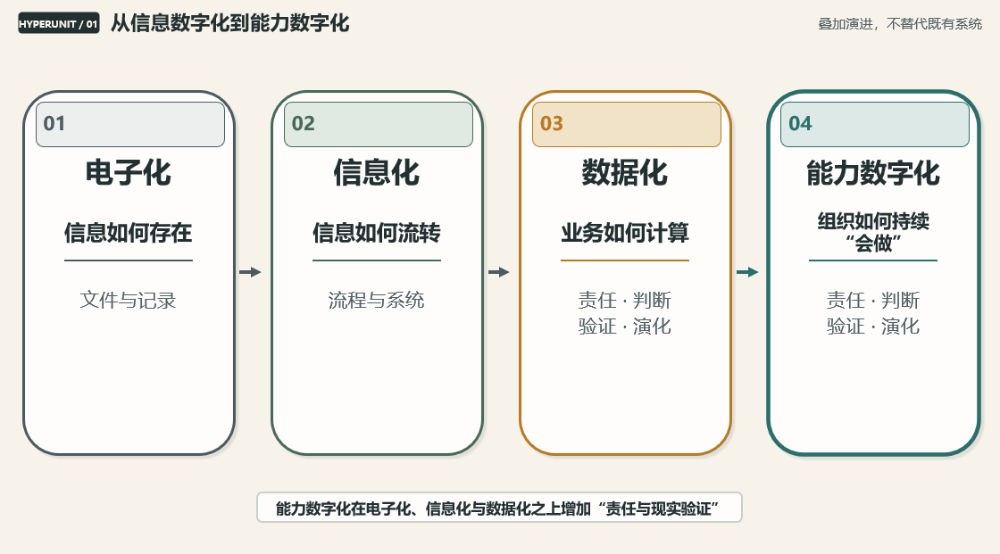 HYPERUNIT / 01
从信息数字化到能力数字化
叠加演进，不替代既有系统
01
电子化
信息如何存在
文件与记录
02
信息化
信息如何流转
流程与系统
03
数据化
业务如何计算
责任 · 判断
验证 · 演化
04
能力数字化
组织如何持续
“会做”
责任 · 判断
验证 · 演化
能力数字化在电子化、信息化与数据化之上增加“责任与现实验证”